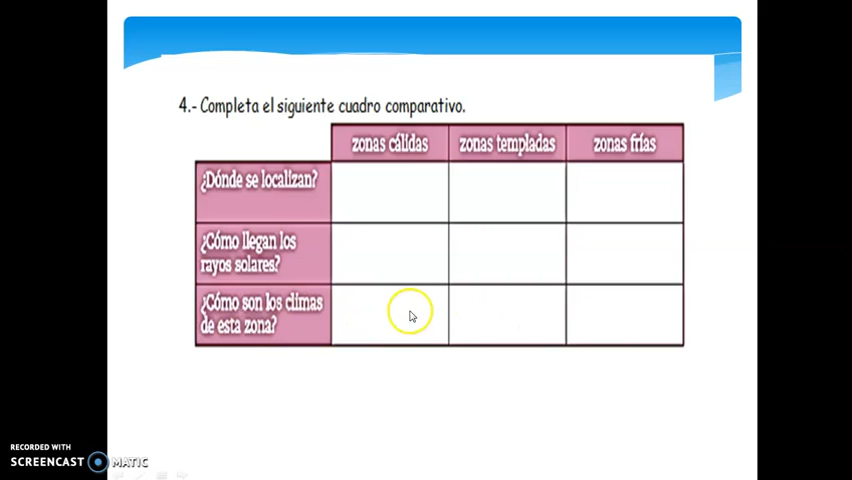 4.- Completa el siguiente cuadro comparativo.
zonas cálidas zonas templadas zonas frías
¿Dónde se localizan?
¿Cómo llegan los
rayos solares?
¿Cómo son los climas
de esta zona?
RECORDED WITH
SCREENCAST MATIC